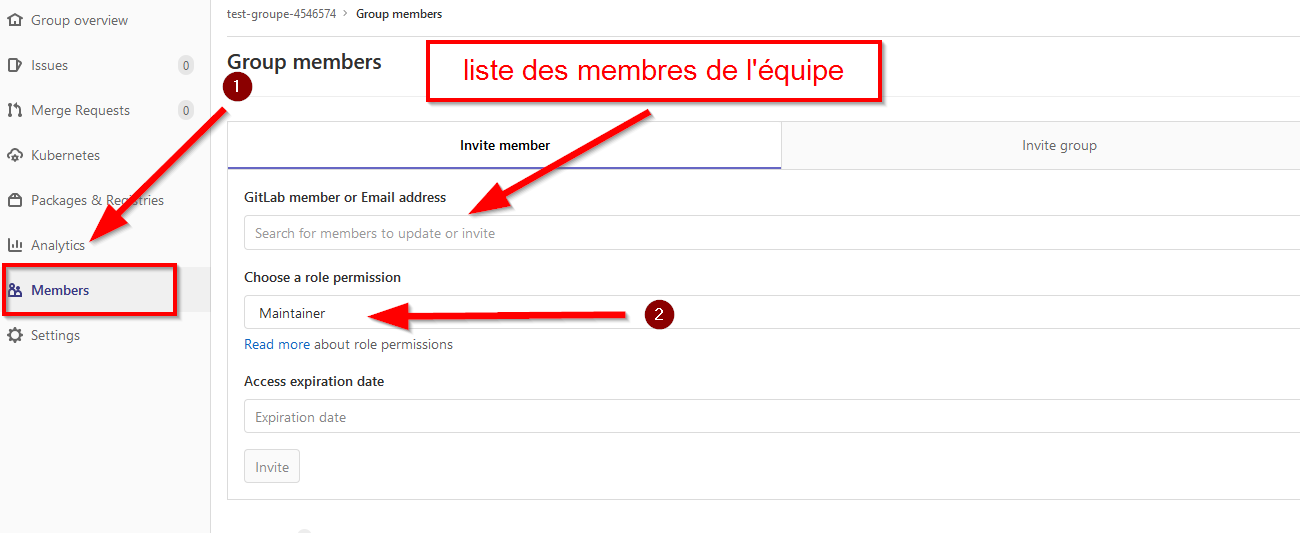 test-groupe-4546574 > Group members
Group overview
Issues 0
Merge Requests 0
Kubernetes
Packages & Registries
Analytics
Members
Settings
Group members
1
liste des membres de l'équipe
Invite member
Invite group
GitLab member or Email address
Search for members to update or invite
Choose a role permission
Maintainer
2
Read more about role permissions
Access expiration date
Expiration date
Invite